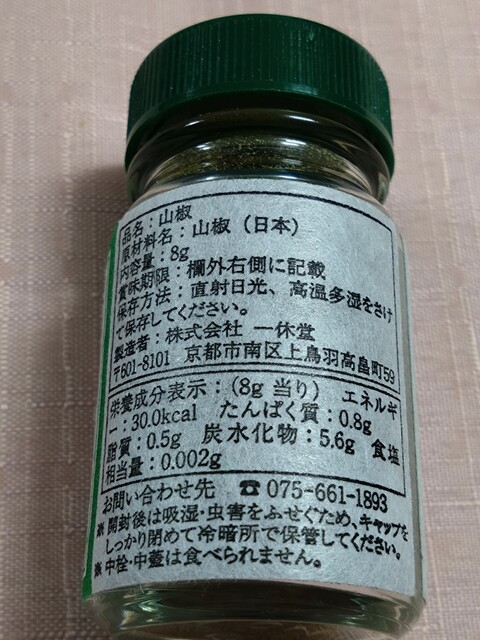 品名：山椒
原材料名：山椒（日本）
内容量：8g
賞味期限：欄外右側に記載
保存方法：直射日光、高温多湿をさけ
て保存してください。
製造者：株式会社 一休堂
〒601-8101 京都市南区上鳥羽高畠町59
栄養成分表示：(8g 当り) エネルギ
ー：30.0kcal たんぱく質：0.8g
脂質：0.5g 炭水化物：5.6g 食塩
相当量：0.002g
お問い合わせ先 ☎075-661-1893
※開封後は吸湿・虫害をふせぐため、キャップを
しっかり閉めて冷暗所で保管してください。
※中栓・中蓋は食べられません。